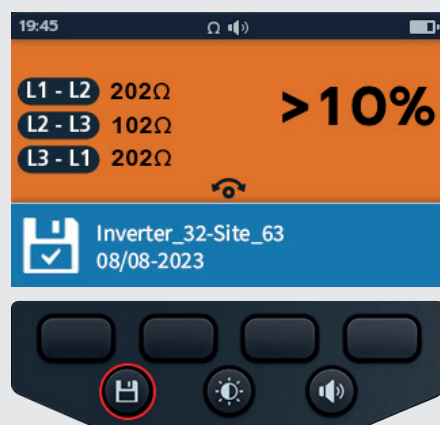 19:45 Ω
L1 - L2 202Ω
>10%
L2 - L3 102Ω
L3 - L1 202Ω
Inverter_32-Site_63
08/08-2023